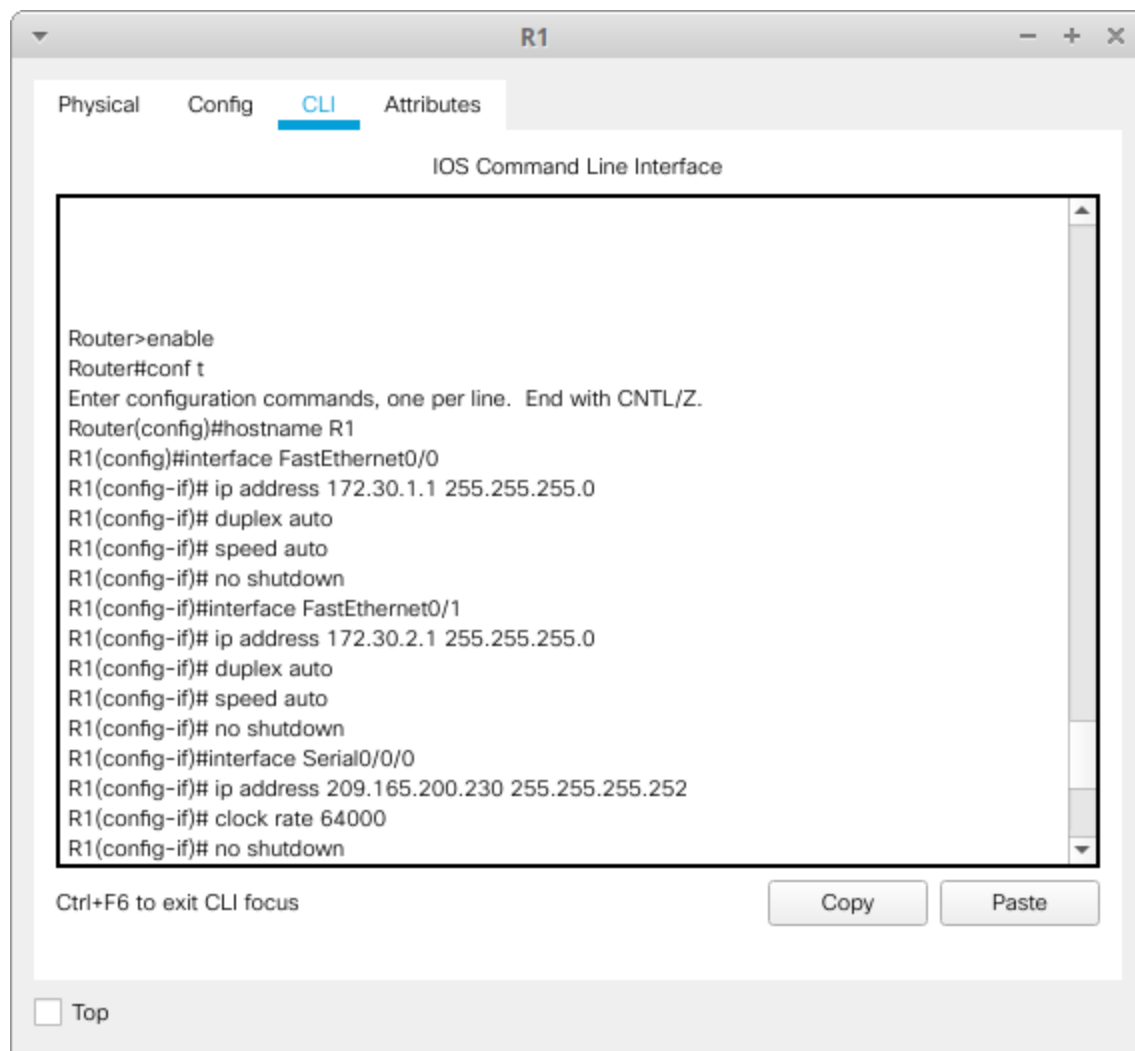 R1
Physical Config CLI Attributes
IOS Command Line Interface
Router>enable
Router#conf t
Enter configuration commands, one per line.  End with CNTL/Z.
Router(config)#hostname R1
R1(config)#interface FastEthernet0/0
R1(config-if)# ip address 172.30.1.1 255.255.255.0
R1(config-if)# duplex auto
R1(config-if)# speed auto
R1(config-if)# no shutdown
R1(config-if)#interface FastEthernet0/1
R1(config-if)# ip address 172.30.2.1 255.255.255.0
R1(config-if)# duplex auto
R1(config-if)# speed auto
R1(config-if)# no shutdown
R1(config-if)#interface Serial0/0/0
R1(config-if)# ip address 209.165.200.230 255.255.255.252
R1(config-if)# clock rate 64000
R1(config-if)# no shutdown
Ctrl+F6 to exit CLI focus Copy Paste
Top